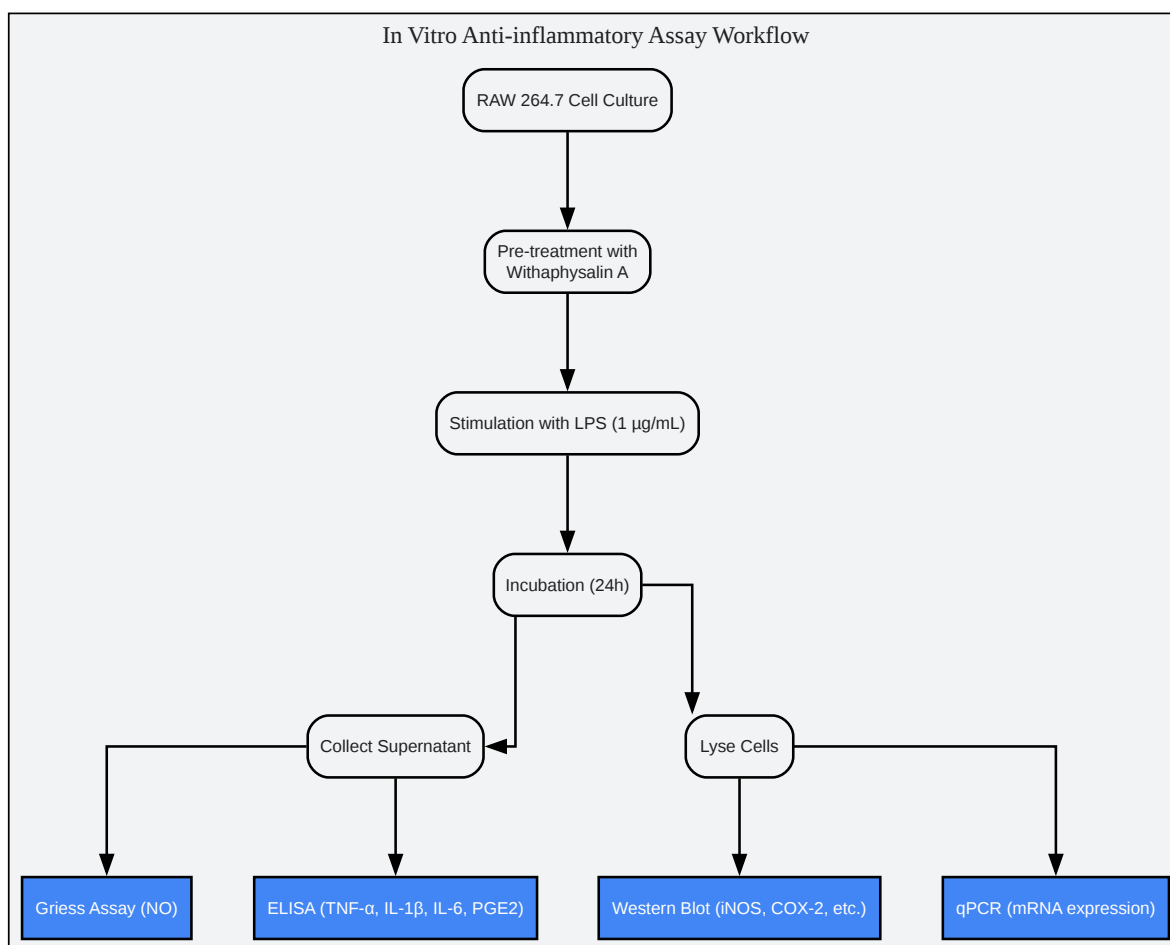 In Vitro Anti-inflammatory Assay Workflow
RAW 264.7 Cell Culture
Pre-treatment with
Withaphysalin A
Stimulation with LPS (1 µg/mL)
Incubation (24h)
Collect Supernatant
Lyse Cells
Griess Assay (NO)
ELISA (TNF-α, IL-1β, IL-6, PGE2)
Western Blot (iNOS, COX-2, etc.)
qPCR (mRNA expression)